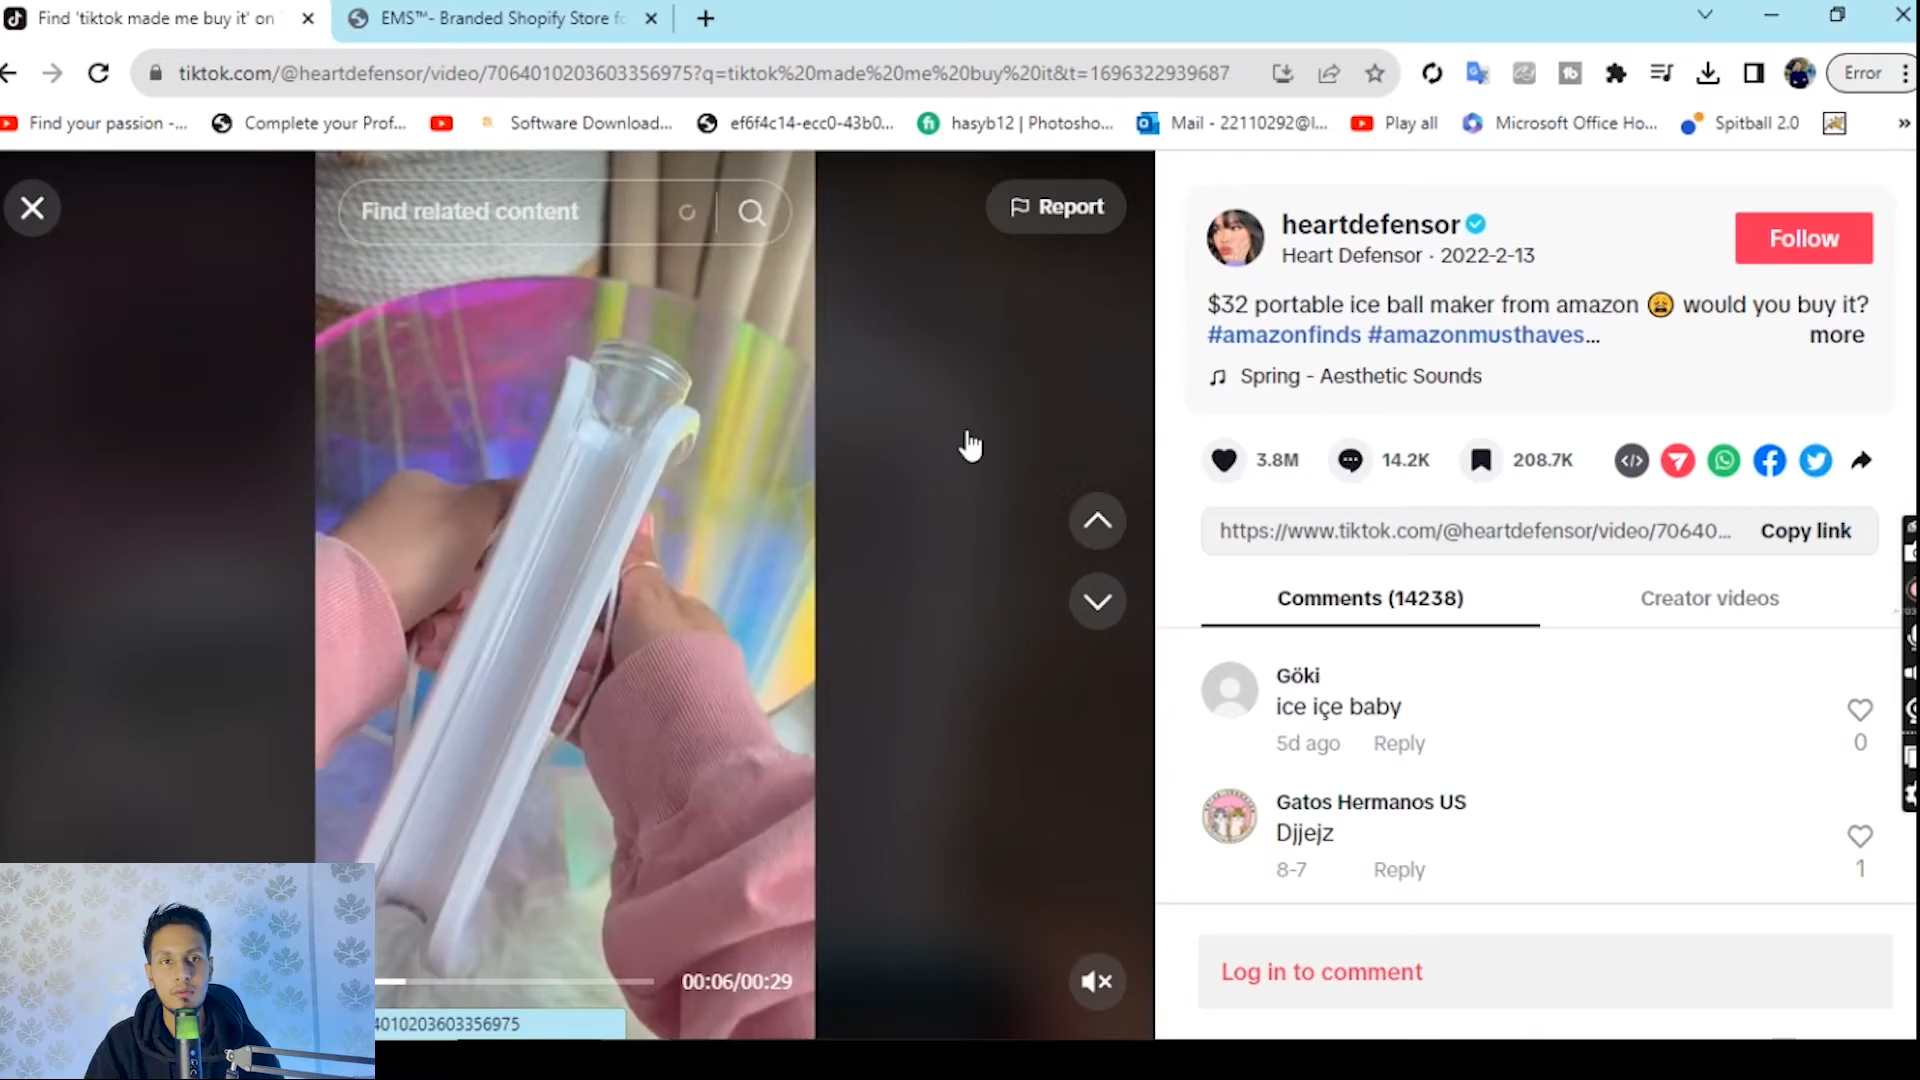 Find 'tiktok made me buy it' on
EMS™- Branded Shopify Store fo
tiktok.com/@heartdefensor/video/7064010203603356975?q=tiktok%20made%20me%20buy%20it&t=1696322939687
Error
Find your passion -...
Complete your Prof...
Software Download...
ef6f4c14-ecc0-43b0...
hasyb12 | Photosho...
Mail - 22110292@l...
Play all
Microsoft Office Ho...
Spitball 2.0
»
Find related content
Report
heartdefensor
Heart Defensor · 2022-2-13
Follow
$32 portable ice ball maker from amazon 😩 would you buy it?
#amazonfinds #amazonmusthaves...
more
Spring - Aesthetic Sounds
3.8M
14.2K
208.7K
https://www.tiktok.com/@heartdefensor/video/70640...
Copy link
Comments (14238)
Creator videos
Göki
ice içe baby
5d ago
Reply
0
Gatos Hermanos US
Djjejz
8-7
Reply
1
Log in to comment
00:06/00:29
4010203603356975